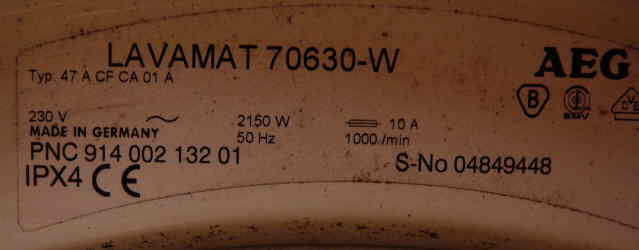 LAVAMAT 70630-W
AEG
Typ. 47 A CF CA 01 A
B
230 V ~ 2150 W 10 A
MADE IN GERMANY 50 Hz 1000 /min
PNC 914 002 132 01
S-No 04849448
IPX4 CE